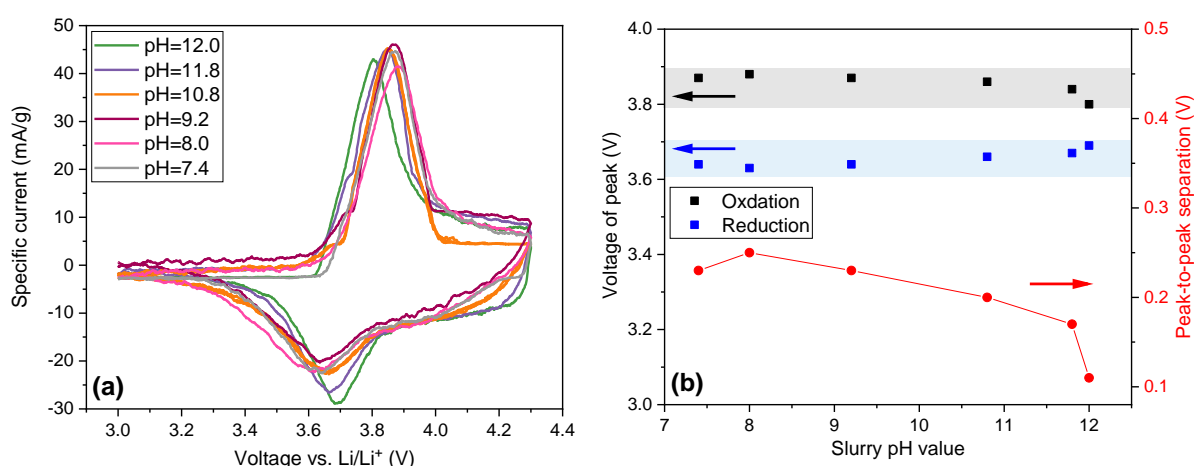 50
40
30
20
10
0
-10
-20
-30
Specific current (mA/g)
pH=12.0
pH=11.8
pH=10.8
pH=9.2
pH=8.0
pH=7.4
(a)
3.0 3.2 3.4 3.6 3.8 4.0 4.2 4.4
Voltage vs. Li/Li⁺ (V)
4.0
3.8
3.6
3.4
3.2
3.0
Voltage of peak (V)
Oxdation
Reduction
(b)
7 8 9 10 11 12
Slurry pH value
0.5
0.4
0.3
0.2
0.1
Peak-to-peak separation (V)